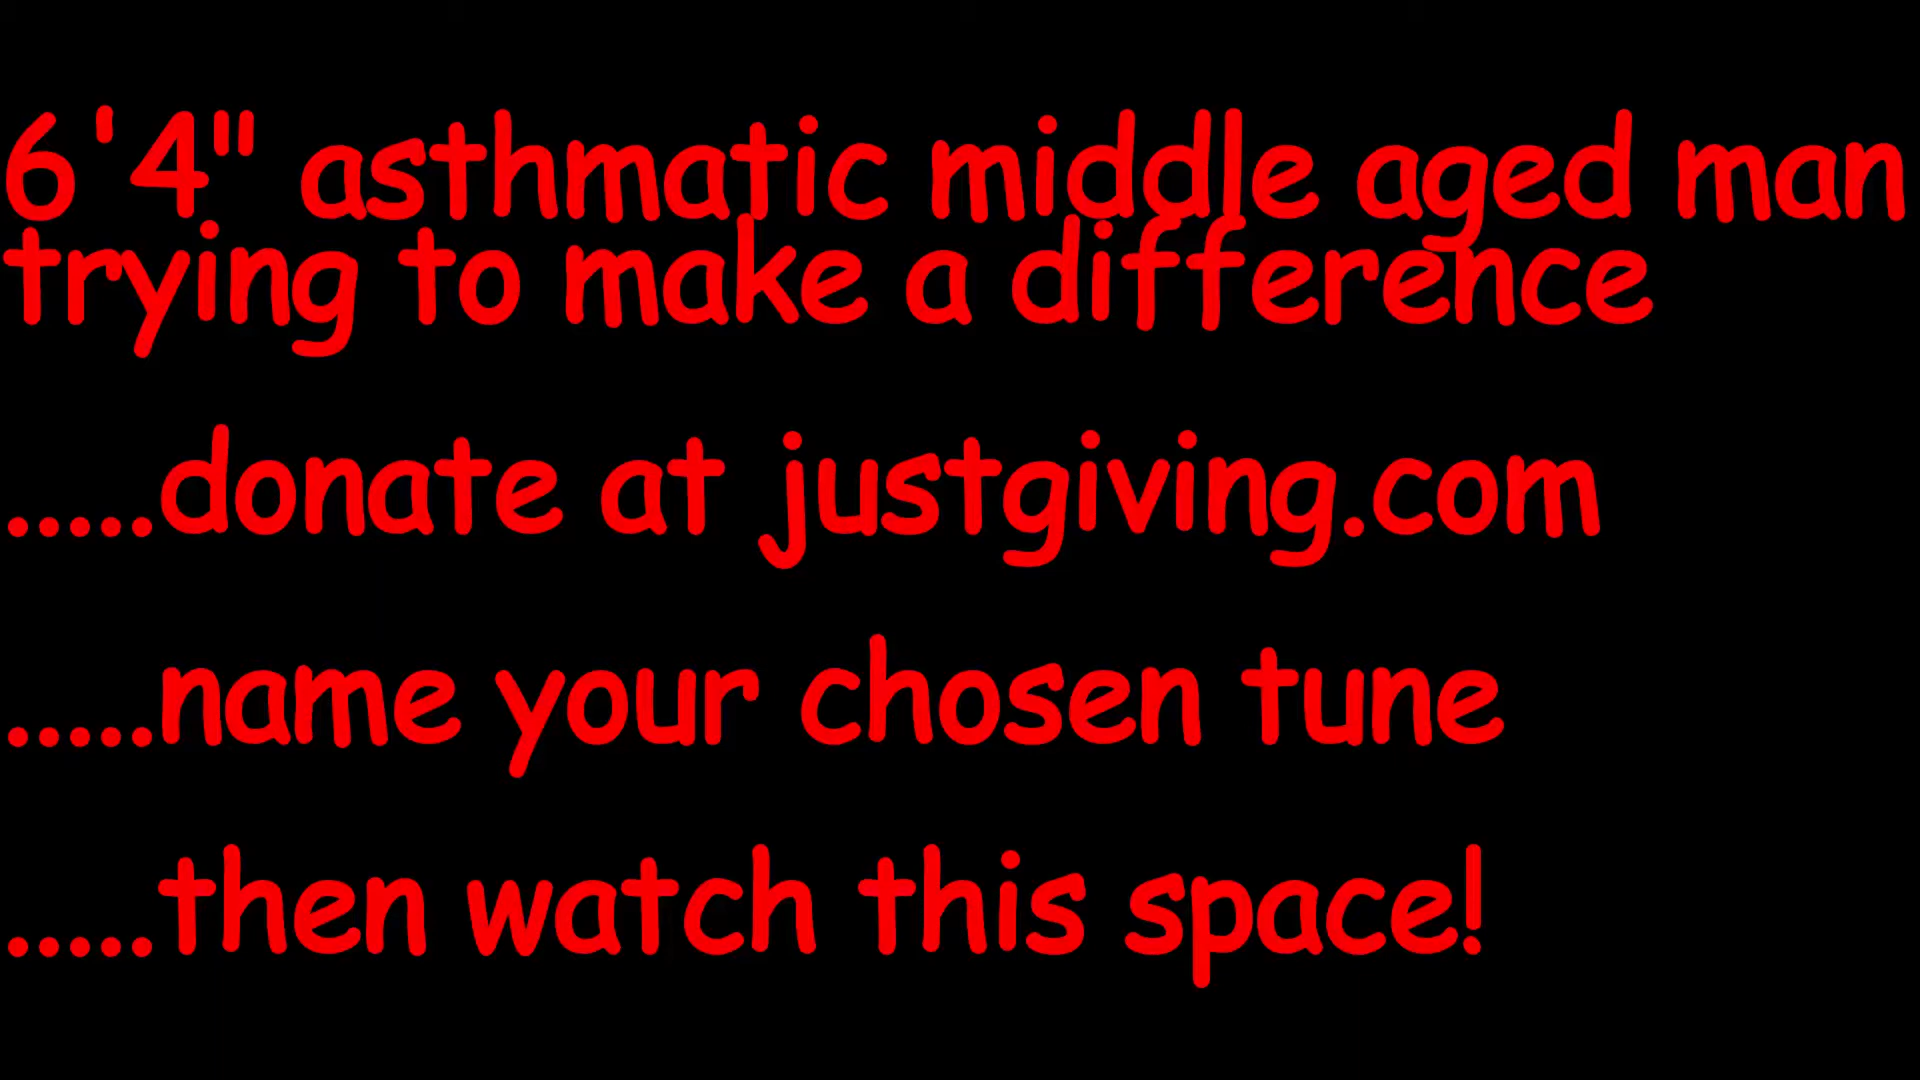 6'4" asthmatic middle aged man
trying to make a difference
.....donate at justgiving.com
.....name your chosen tune
.....then watch this space!